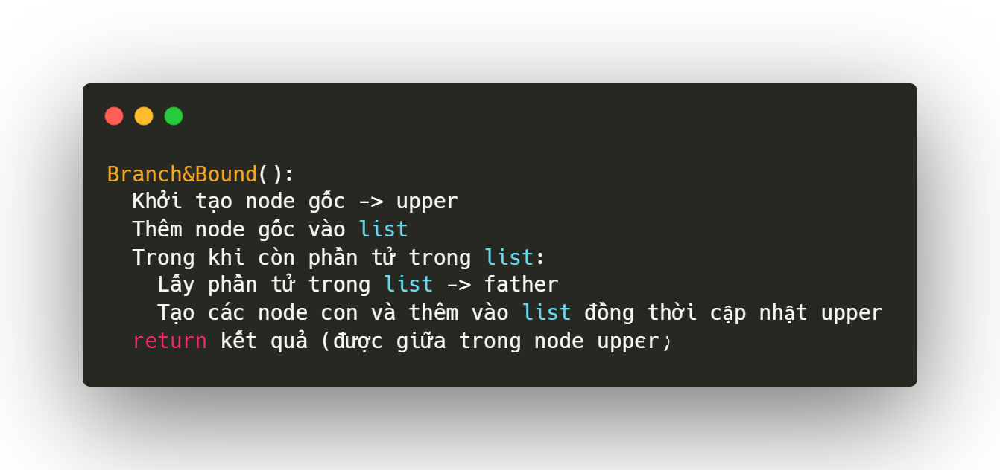 Branch&Bound():
Khởi tạo node gốc -> upper
Thêm node gốc vào list
Trong khi còn phần tử trong list:
Lấy phần tử trong list -> father
Tạo các node con và thêm vào list đồng thời cập nhật upper
return kết quả (được giữa trong node upper)